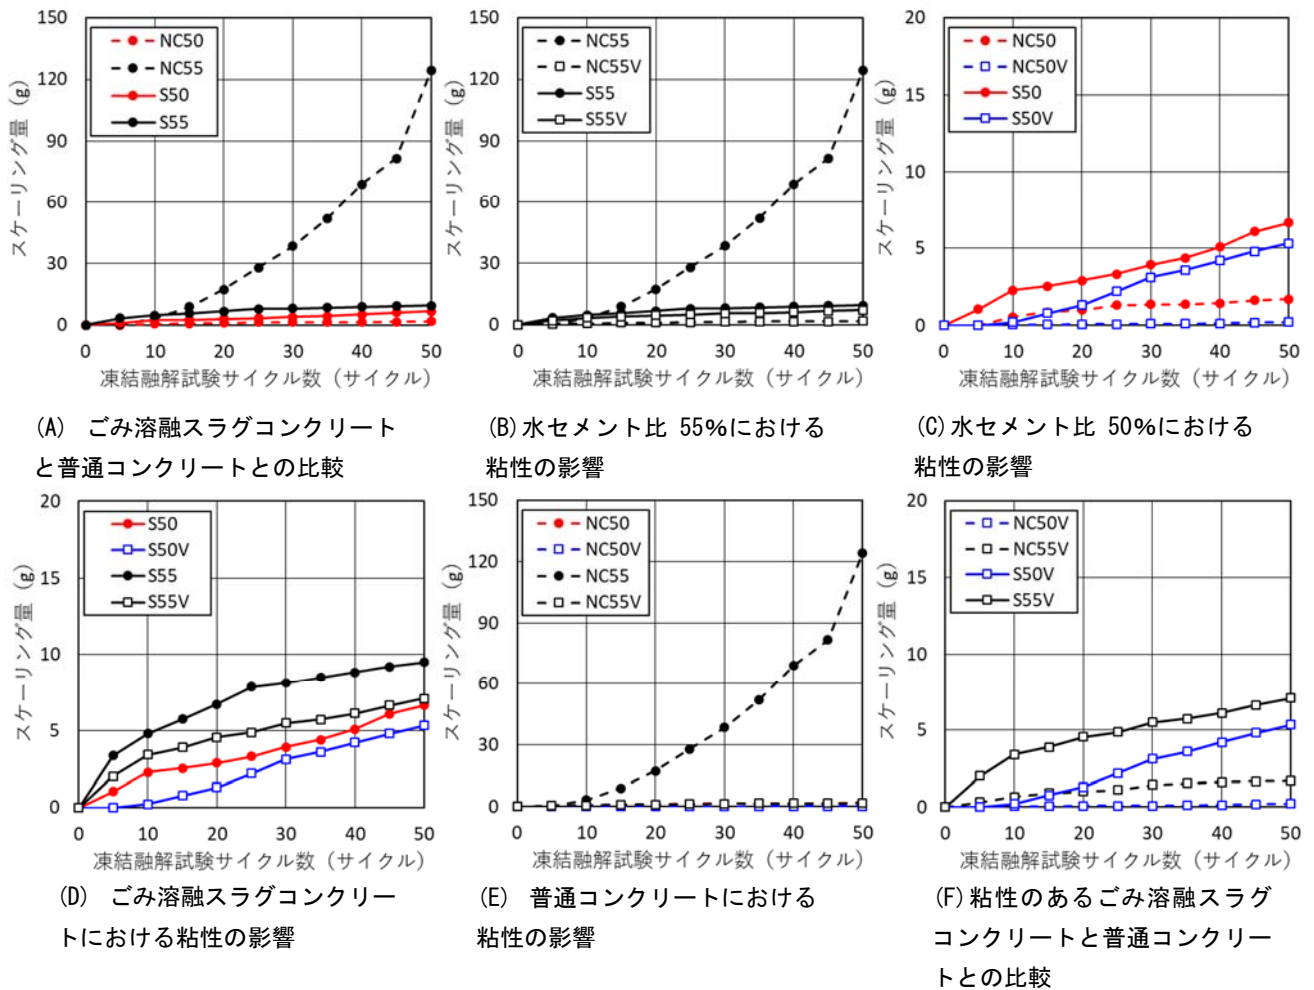 150
120
90
60
30
0
スケーリング量 (g)
NC50
NC55
S50
S55
0 10 20 30 40 50
凍結融解試験サイクル数 (サイクル)
(A) ごみ溶融スラグコンクリート
と普通コンクリートとの比較
150
120
90
60
30
0
スケーリング量 (g)
NC55
NC55V
S55
S55V
0 10 20 30 40 50
凍結融解試験サイクル数 (サイクル)
(B)水セメント比 55%における
粘性の影響
20
15
10
5
0
スケーリング量 (g)
NC50
NC50V
S50
S50V
0 10 20 30 40 50
凍結融解試験サイクル数 (サイクル)
(C)水セメント比 50%における
粘性の影響
20
15
10
5
0
スケーリング量 (g)
S50
S50V
S55
S55V
0 10 20 30 40 50
凍結融解試験サイクル数 (サイクル)
(D) ごみ溶融スラグコンクリー
トにおける粘性の影響
150
120
90
60
30
0
スケーリング量 (g)
NC50
NC50V
NC55
NC55V
0 10 20 30 40 50
凍結融解試験サイクル数 (サイクル)
(E) 普通コンクリートにおける
粘性の影響
20
15
10
5
0
スケーリング量 (g)
NC50V
NC55V
S50V
S55V
0 10 20 30 40 50
凍結融解試験サイクル数 (サイクル)
(F)粘性のあるごみ溶融スラグ
コンクリートと普通コンクリー
トとの比較